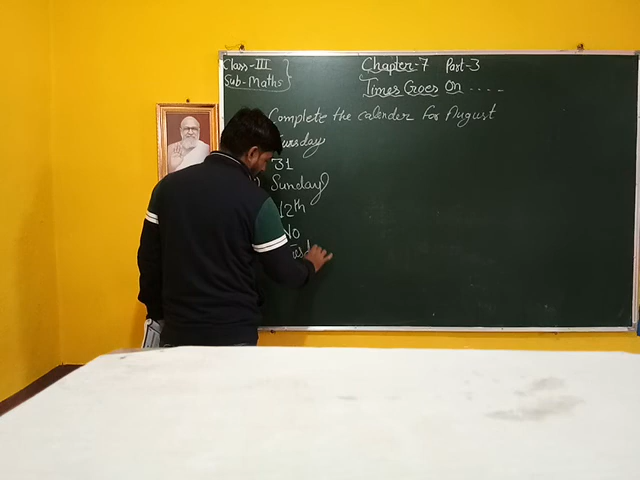 Class-III
Sub-Maths
Chapter-7 Part-3
Times Goes On ----
Complete the calender for August
31
Sunday
12th
No